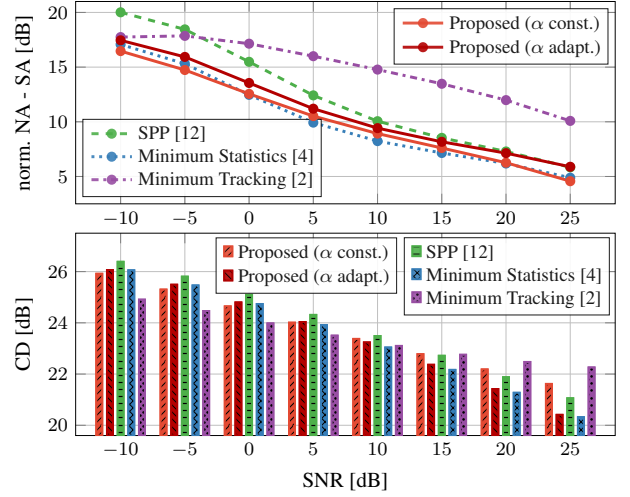 norm. NA - SA [dB]
20
15
10
5
Proposed (α const.)
Proposed (α adapt.)
SPP [12]
Minimum Statistics [4]
Minimum Tracking [2]
−10 −5 0 5 10 15 20 25
CD [dB]
26
24
22
20
Proposed (α const.)
Proposed (α adapt.)
SPP [12]
Minimum Statistics [4]
Minimum Tracking [2]
−10 −5 0 5 10 15 20 25
SNR [dB]